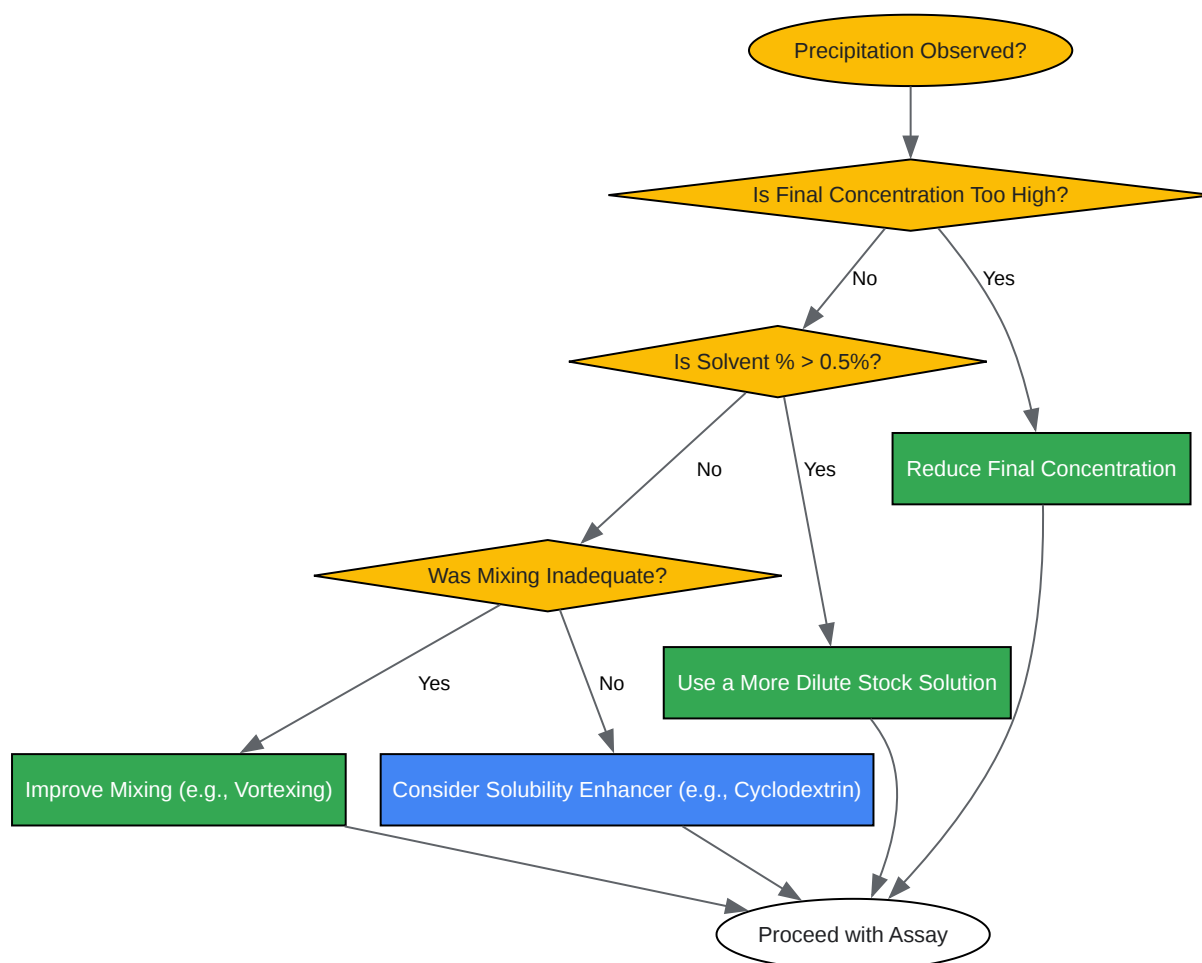 Precipitation Observed?
Is Final Concentration Too High?
No
Yes
Is Solvent % > 0.5%?
Reduce Final Concentration
No
Yes
Was Mixing Inadequate?
Use a More Dilute Stock Solution
Yes
No
Improve Mixing (e.g., Vortexing)
Consider Solubility Enhancer (e.g., Cyclodextrin)
Proceed with Assay